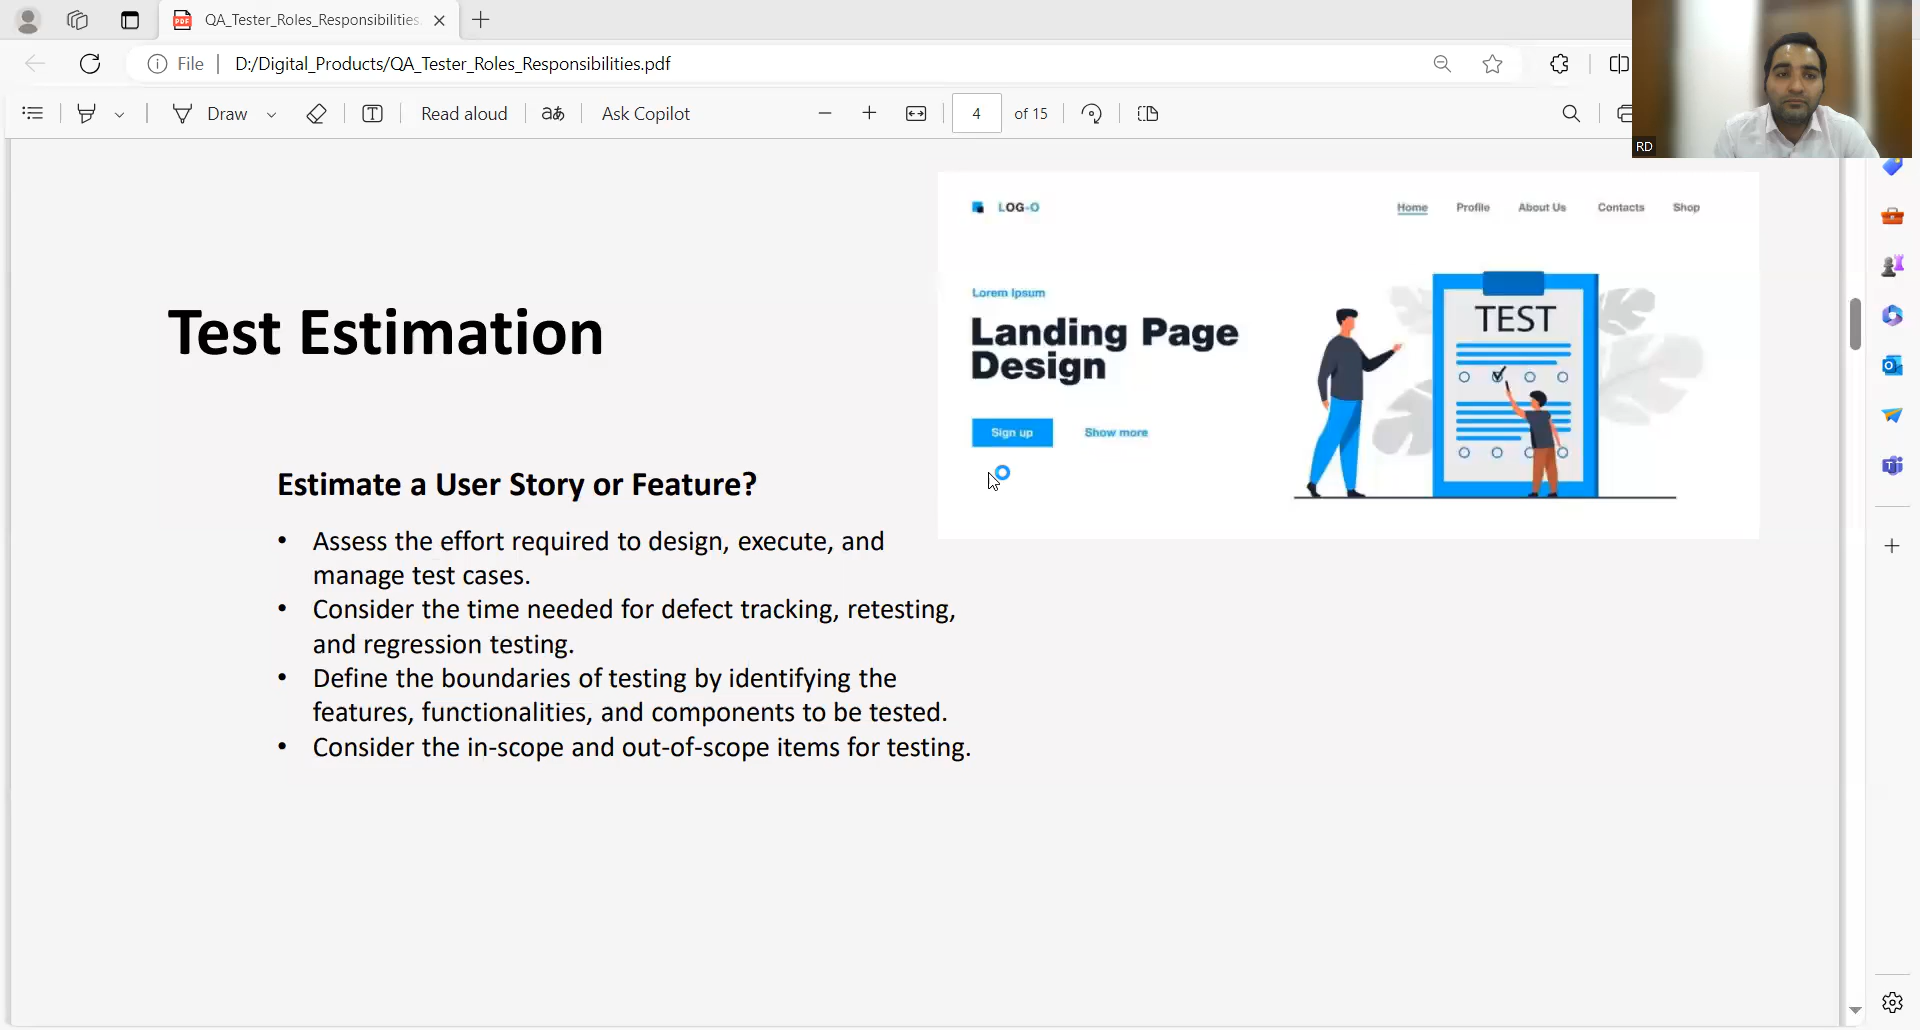 QA_Tester_Roles_Responsibilities.
File
D:/Digital_Products/QA_Tester_Roles_Responsibilities.pdf
Draw
Read aloud
aあ
Ask Copilot
4
of 15
RD
LOG-O
Home
Profile
About Us
Contacts
Shop
Lorem Ipsum
Landing Page
Design
Sign up
Show more
TEST
Test Estimation
Estimate a User Story or Feature?
• Assess the effort required to design, execute, and
manage test cases.
• Consider the time needed for defect tracking, retesting,
and regression testing.
• Define the boundaries of testing by identifying the
features, functionalities, and components to be tested.
• Consider the in-scope and out-of-scope items for testing.